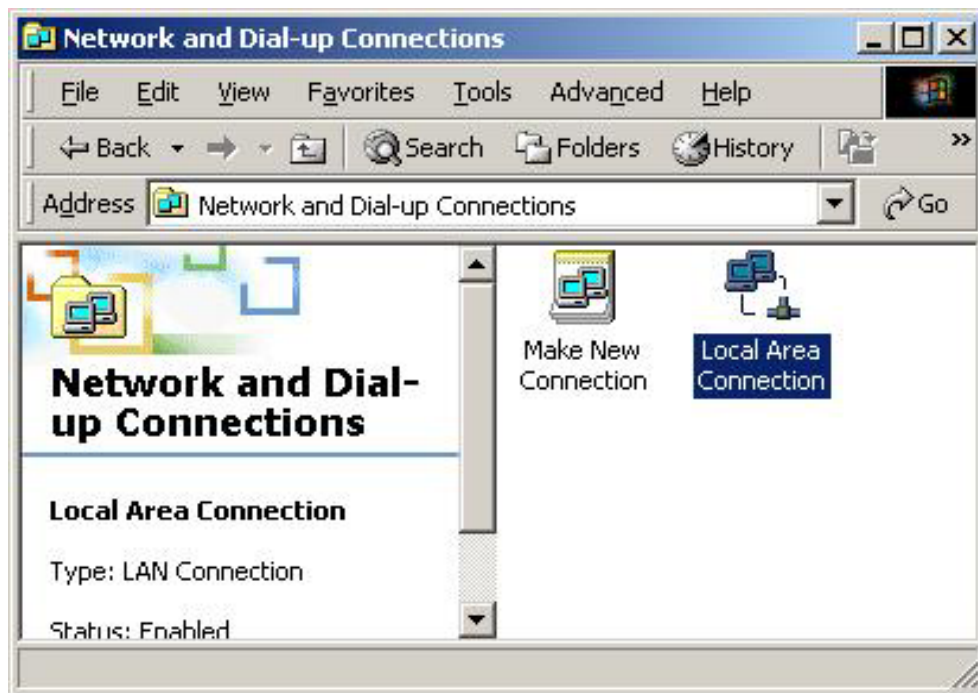 Network and Dial-up Connections
File Edit View Favorites Tools Advanced Help
Back Search Folders History »
Address Network and Dial-up Connections Go
Network and Dial-
up Connections
Local Area Connection
Type: LAN Connection
Status: Enabled
Make New
Connection
Local Area
Connection